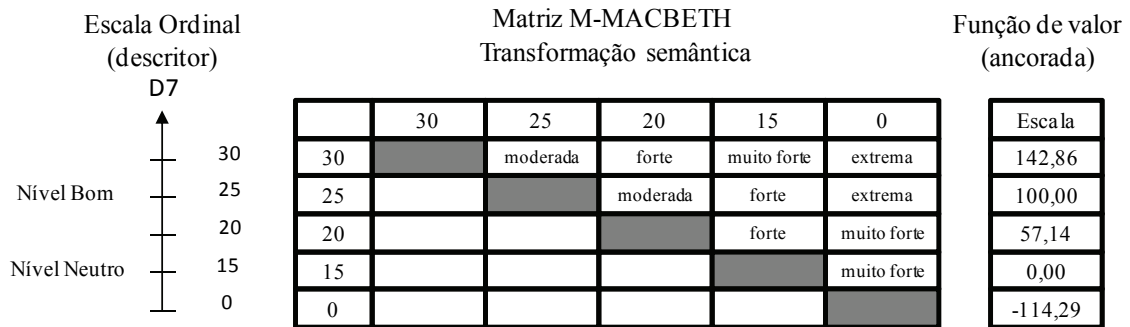 Escala Ordinal
(descritor)
D7
30
Nível Bom 25
20
Nível Neutro 15
0
Matriz M-MACBETH
Transformação semântica
30 25 20 15 0
30 moderada forte muito forte extrema
25 moderada forte extrema
20 forte muito forte
15 muito forte
0
Função de valor
(ancorada)
Escala
142,86
100,00
57,14
0,00
-114,29